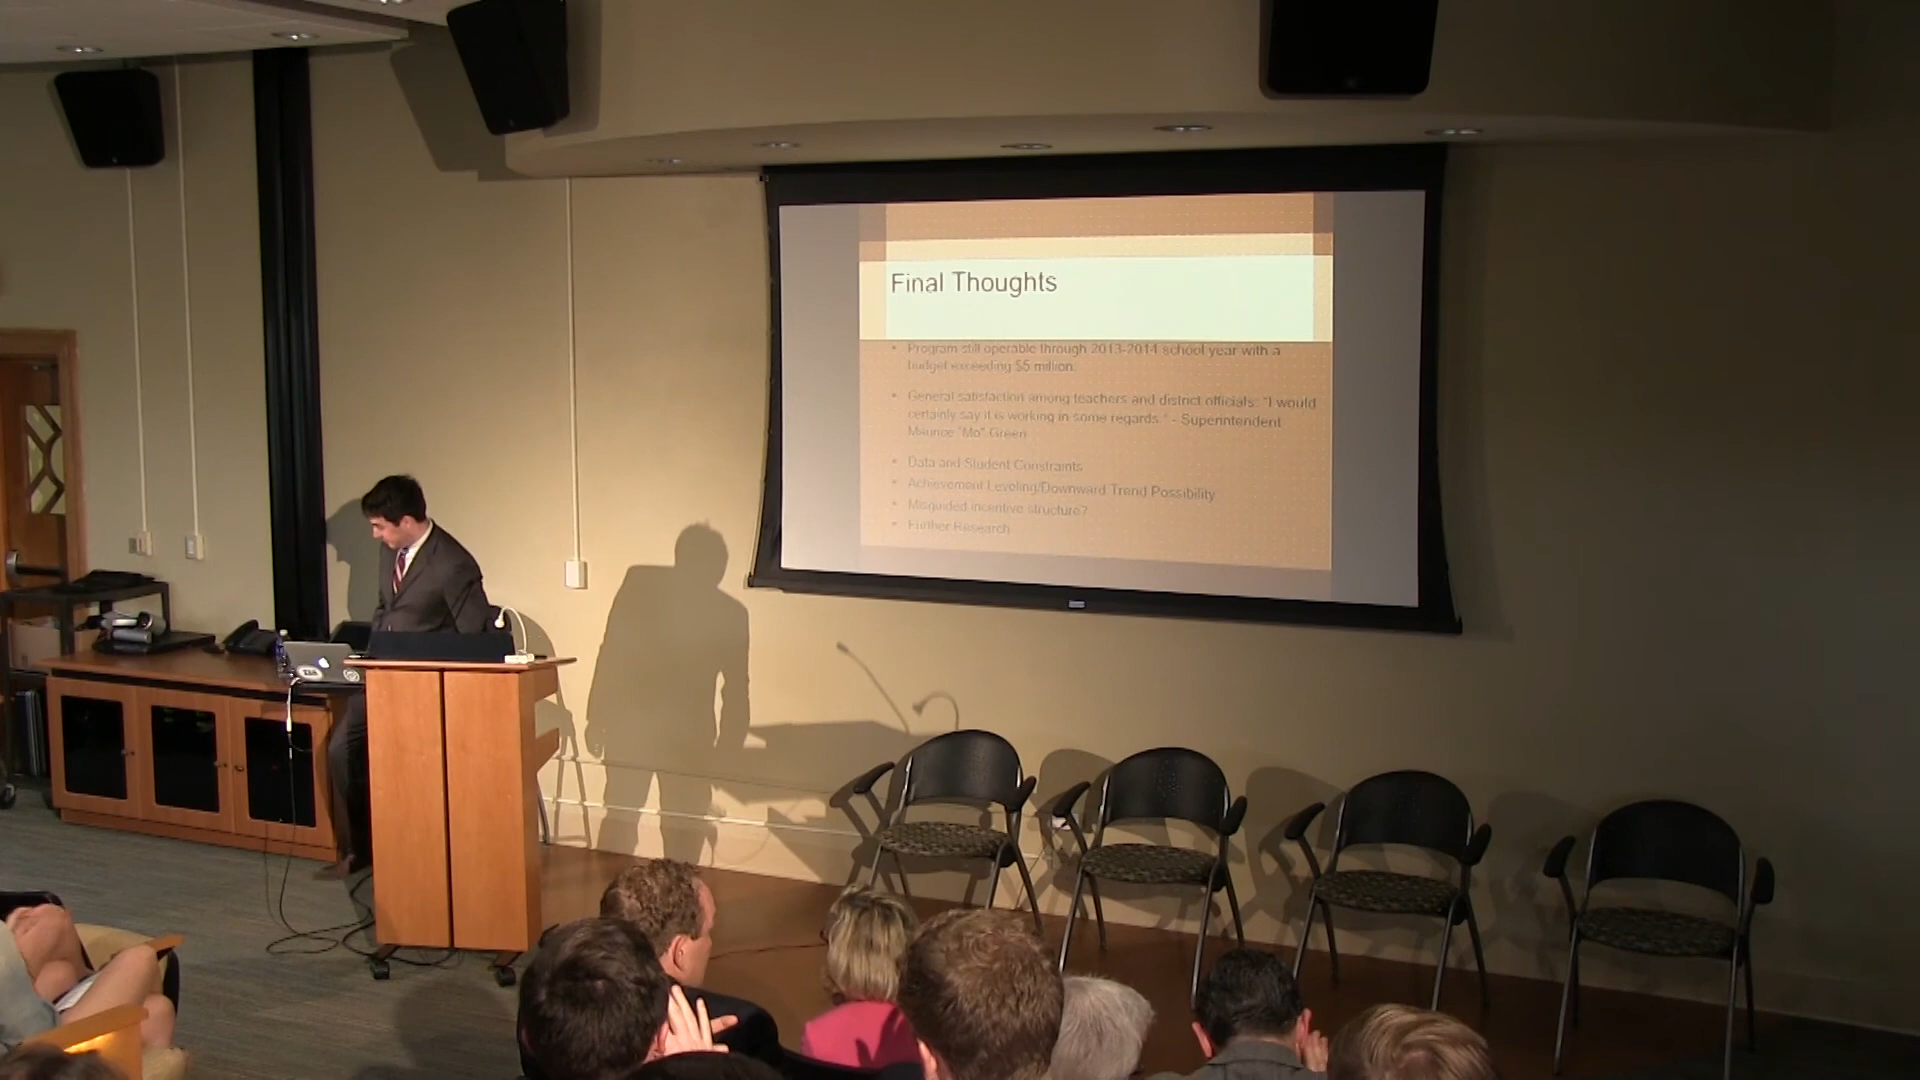 Final Thoughts
• Program still operable through 2013-2014 school year with a
budget exceeding $5 million.
• General satisfaction among teachers and district officials: "I would
certainly say it is working in some regards." - Superintendent
Maurice "Mo" Green
• Data and Student Constraints
• Achievement Leveling/Downward Trend Possibility
• Misguided incentive structure?
• Further Research